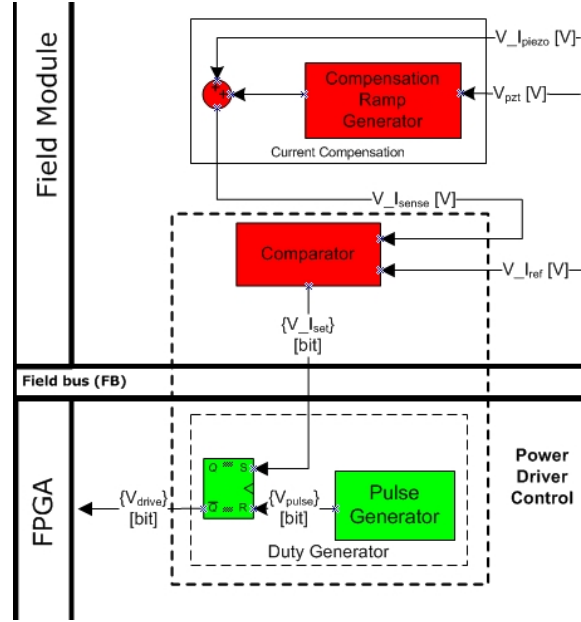 Field Module
V_I_piezo [V]
Compensation
Ramp
Generator
V_pzt [V]
+
+
Current Compensation
V_I_sense [V]
Comparator
V_I_ref [V]
{V_I_set}
[bit]
Field bus (FB)
FPGA
Power
Driver
Control
Q S
Q R
{V_drive}
[bit]
{V_pulse}
[bit]
Pulse
Generator
Duty Generator